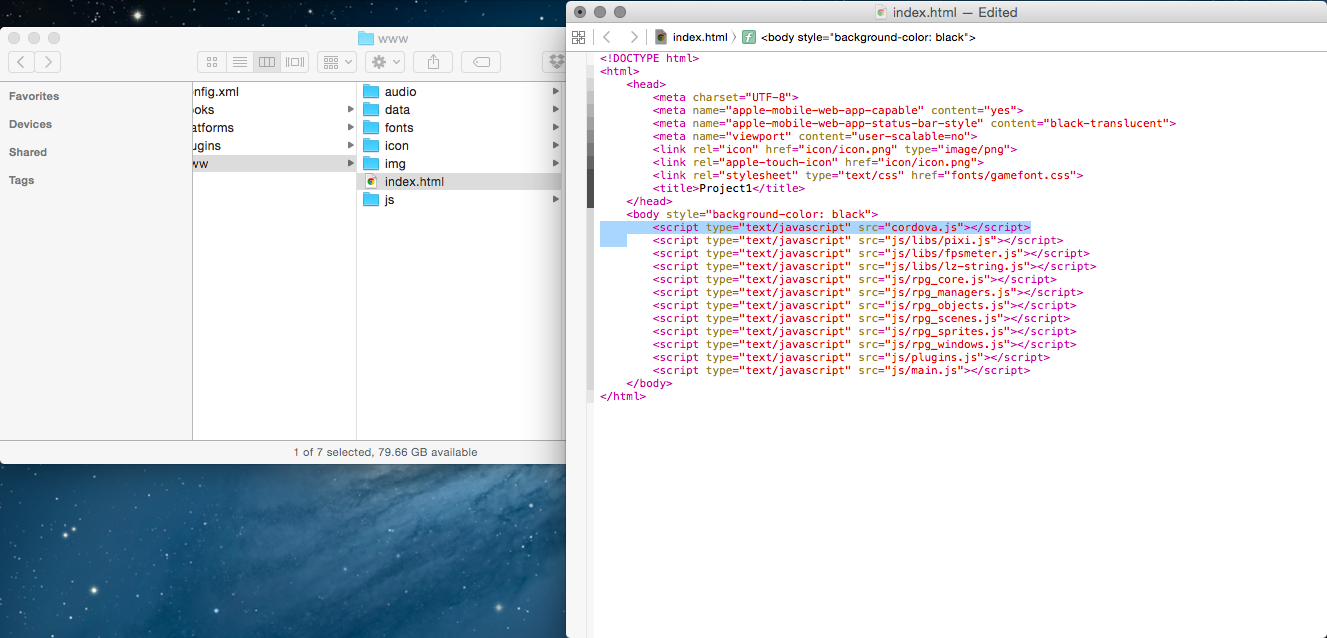 www
Favorites
Devices
Shared
Tags
nfig.xml
oks
atforms
ugins
ww
audio
data
fonts
icon
img
index.html
js
1 of 7 selected, 79.66 GB available
index.html — Edited
index.html 〉 f <body style="background-color: black">
<!DOCTYPE html>
<html>
    <head>
        <meta charset="UTF-8">
        <meta name="apple-mobile-web-app-capable" content="yes">
        <meta name="apple-mobile-web-app-status-bar-style" content="black-translucent">
        <meta name="viewport" content="user-scalable=no">
        <link rel="icon" href="icon/icon.png" type="image/png">
        <link rel="apple-touch-icon" href="icon/icon.png">
        <link rel="stylesheet" type="text/css" href="fonts/gamefont.css">
        <title>Project1</title>
    </head>
    <body style="background-color: black">
        <script type="text/javascript" src="cordova.js"></script>
        <script type="text/javascript" src="js/libs/pixi.js"></script>
        <script type="text/javascript" src="js/libs/fpsmeter.js"></script>
        <script type="text/javascript" src="js/libs/lz-string.js"></script>
        <script type="text/javascript" src="js/rpg_core.js"></script>
        <script type="text/javascript" src="js/rpg_managers.js"></script>
        <script type="text/javascript" src="js/rpg_objects.js"></script>
        <script type="text/javascript" src="js/rpg_scenes.js"></script>
        <script type="text/javascript" src="js/rpg_sprites.js"></script>
        <script type="text/javascript" src="js/rpg_windows.js"></script>
        <script type="text/javascript" src="js/plugins.js"></script>
        <script type="text/javascript" src="js/main.js"></script>
    </body>
</html>